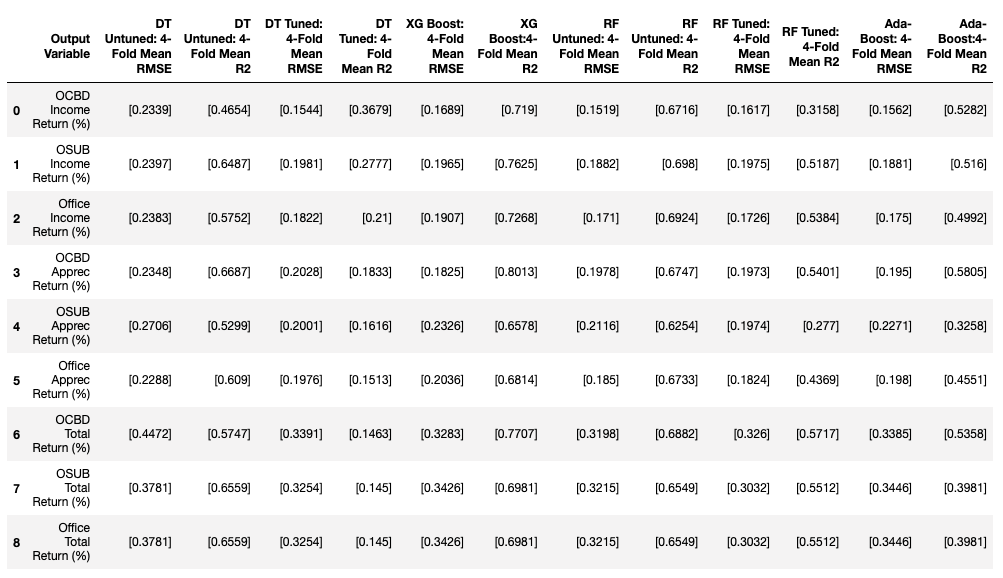 Output Variable DT Untuned: 4-Fold Mean RMSE DT Untuned: 4-Fold Mean R2 DT Tuned: 4-Fold Mean RMSE DT Tuned: 4-Fold Mean R2 XG Boost: 4-Fold Mean RMSE XG Boost:4-Fold Mean R2 RF Untuned: 4-Fold Mean RMSE RF Untuned: 4-Fold Mean R2 RF Tuned: 4-Fold Mean RMSE RF Tuned: 4-Fold Mean R2 Ada-Boost: 4-Fold Mean RMSE Ada-Boost:4-Fold Mean R2
0 OCBD Income Return (%) [0.2339] [0.4654] [0.1544] [0.3679] [0.1689] [0.719] [0.1519] [0.6716] [0.1617] [0.3158] [0.1562] [0.5282]
1 OSUB Income Return (%) [0.2397] [0.6487] [0.1981] [0.2777] [0.1965] [0.7625] [0.1882] [0.698] [0.1975] [0.5187] [0.1881] [0.516]
2 Office Income Return (%) [0.2383] [0.5752] [0.1822] [0.21] [0.1907] [0.7268] [0.171] [0.6924] [0.1726] [0.5384] [0.175] [0.4992]
3 OCBD Apprec Return (%) [0.2348] [0.6687] [0.2028] [0.1833] [0.1825] [0.8013] [0.1978] [0.6747] [0.1973] [0.5401] [0.195] [0.5805]
4 OSUB Apprec Return (%) [0.2706] [0.5299] [0.2001] [0.1616] [0.2326] [0.6578] [0.2116] [0.6254] [0.1974] [0.277] [0.2271] [0.3258]
5 Office Apprec Return (%) [0.2288] [0.609] [0.1976] [0.1513] [0.2036] [0.6814] [0.185] [0.6733] [0.1824] [0.4369] [0.198] [0.4551]
6 OCBD Total Return (%) [0.4472] [0.5747] [0.3391] [0.1463] [0.3283] [0.7707] [0.3198] [0.6882] [0.326] [0.5717] [0.3385] [0.5358]
7 OSUB Total Return (%) [0.3781] [0.6559] [0.3254] [0.145] [0.3426] [0.6981] [0.3215] [0.6549] [0.3032] [0.5512] [0.3446] [0.3981]
8 Office Total Return (%) [0.3781] [0.6559] [0.3254] [0.145] [0.3426] [0.6981] [0.3215] [0.6549] [0.3032] [0.5512] [0.3446] [0.3981]